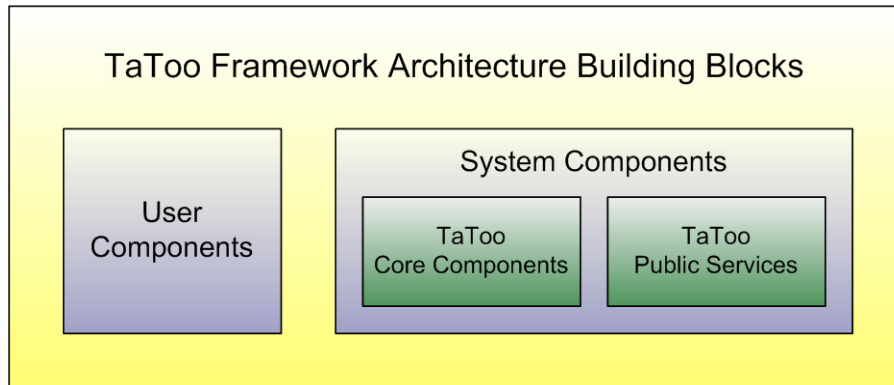 TaToo Framework Architecture Building Blocks
User
Components
System Components
TaToo
Core Components
TaToo
Public Services